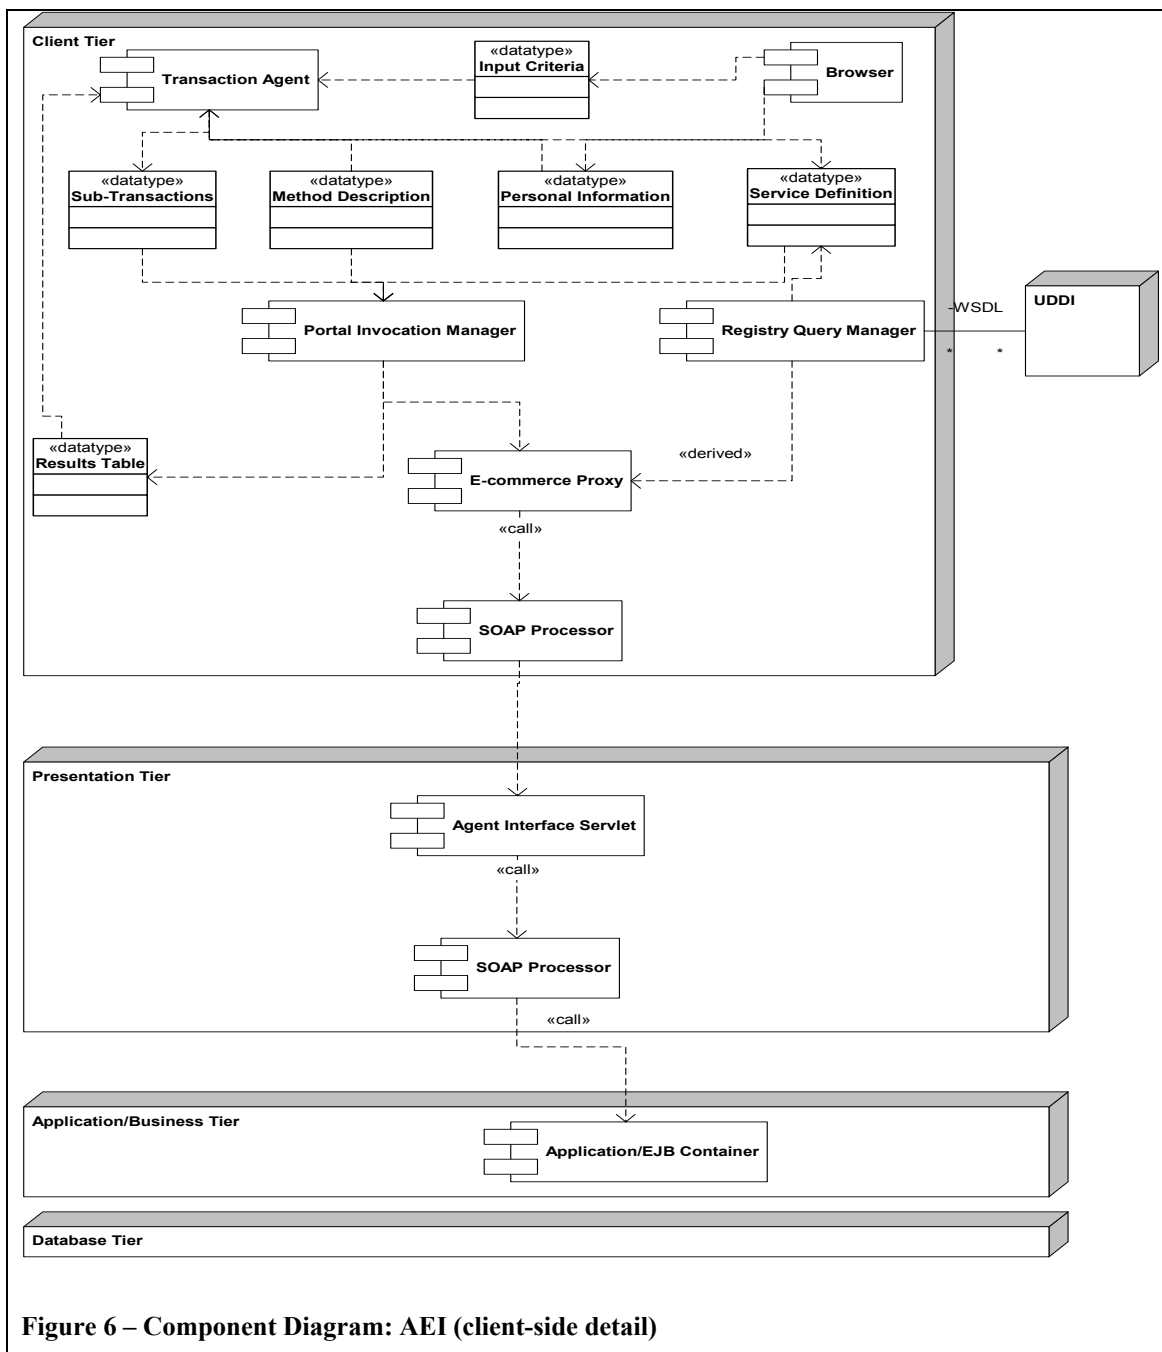 Client Tier
«datatype»
Input Criteria
Transaction Agent
Browser
«datatype»
Sub-Transactions
«datatype»
Method Description
«datatype»
Personal Information
«datatype»
Service Definition
Portal Invocation Manager
Registry Query Manager
-WSDL
*
*
UDDI
«datatype»
Results Table
E-commerce Proxy
«derived»
«call»
SOAP Processor
Presentation Tier
Agent Interface Servlet
«call»
SOAP Processor
«call»
Application/Business Tier
Application/EJB Container
Database Tier
Figure 6 – Component Diagram: AEI (client-side detail)